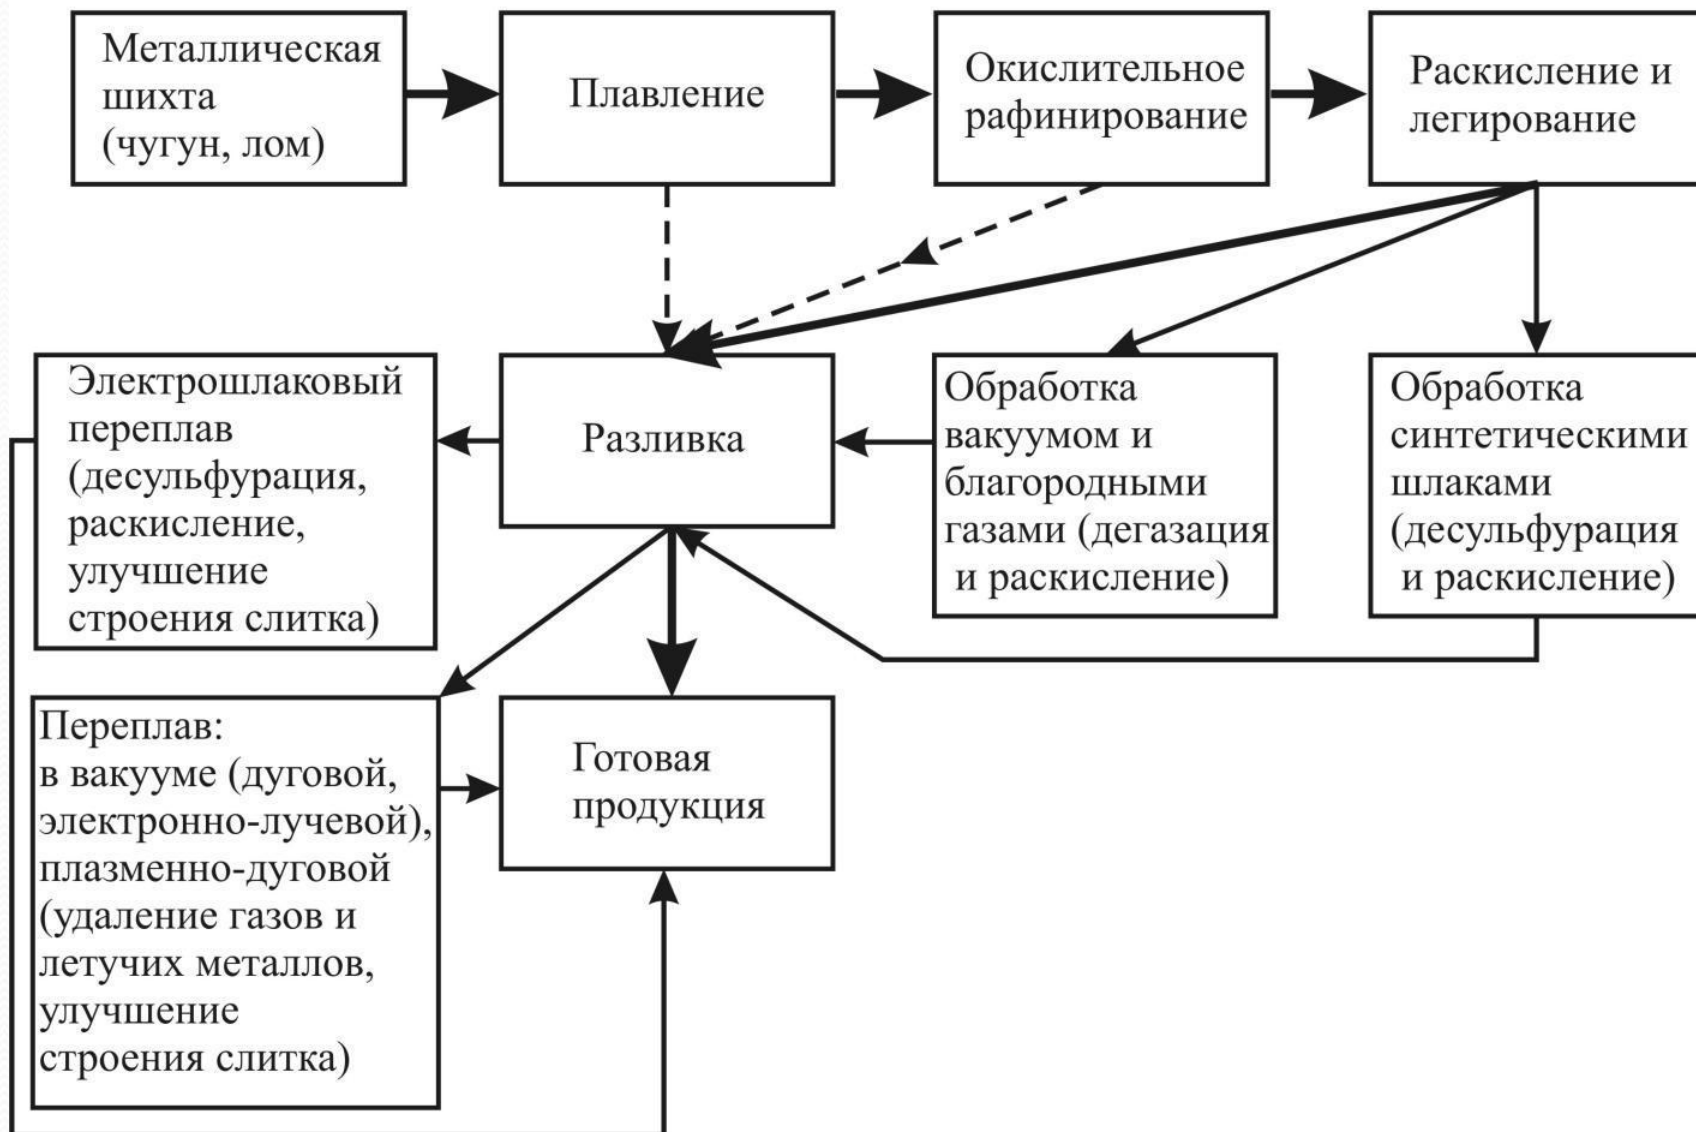 Металлическая
шихта
(чугун, лом)
Плавление
Окислительное
рафинирование
Раскисление и
легирование
Электрошлаковый
переплав
(десульфурация,
раскисление,
улучшение
строения слитка)
Разливка
Обработка
вакуумом и
благородными
газами (дегазация
и раскисление)
Обработка
синтетическими
шлаками
(десульфурация
и раскисление)
Переплав:
в вакууме (дуговой,
электронно-лучевой),
плазменно-дуговой
(удаление газов и
летучих металлов,
улучшение
строения слитка)
Готовая
продукция